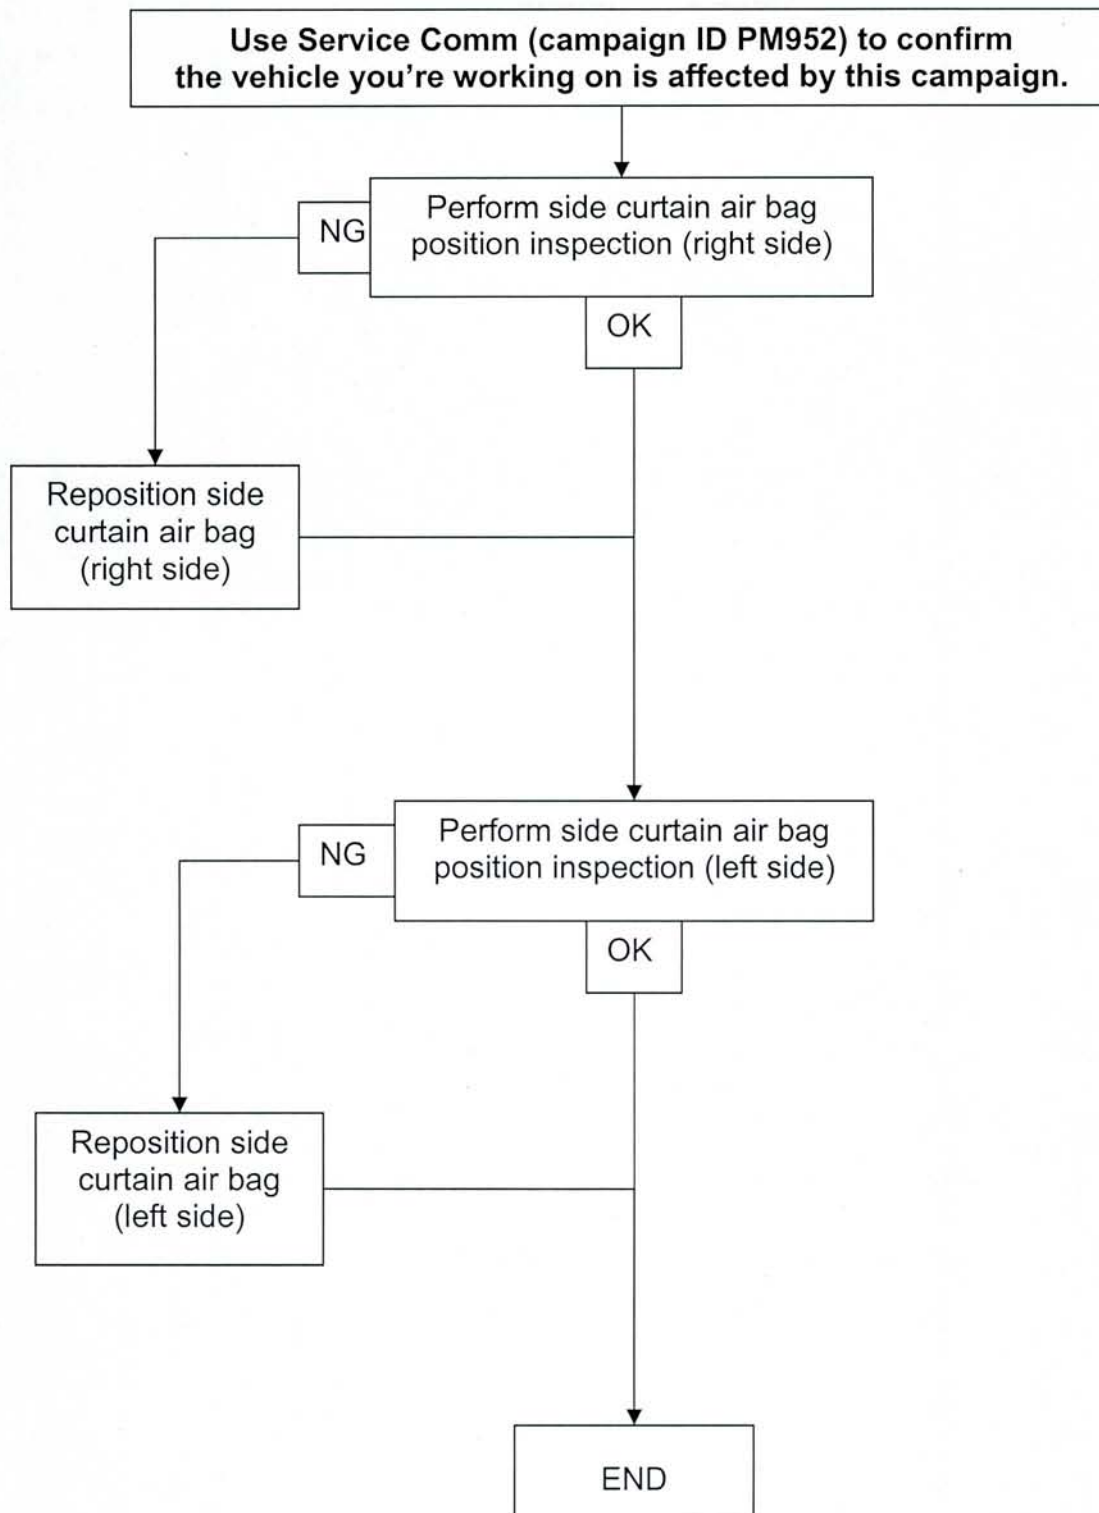 Use Service Comm (campaign ID PM952) to confirm
the vehicle you're working on is affected by this campaign.
Perform side curtain air bag
position inspection (right side)
NG
OK
Reposition side
curtain air bag
(right side)
Perform side curtain air bag
position inspection (left side)
NG
OK
Reposition side
curtain air bag
(left side)
END